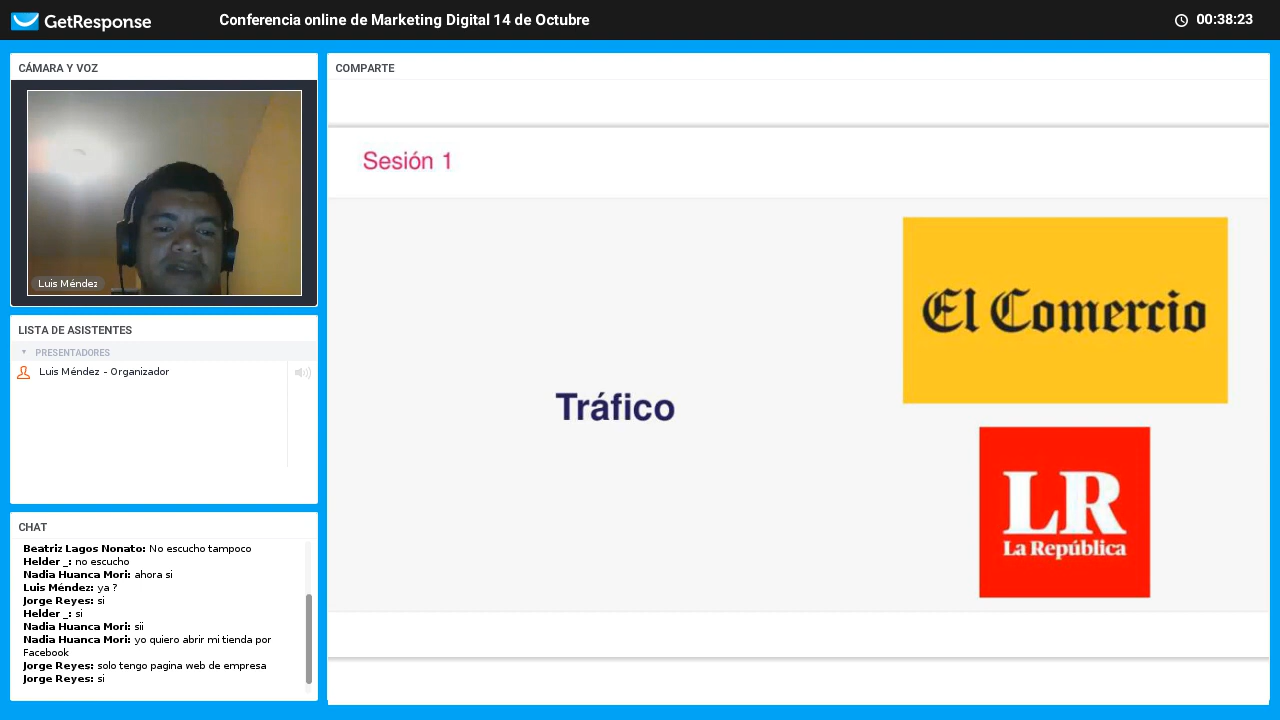 GetResponse
Conferencia online de Marketing Digital 14 de Octubre
00:38:23
CÁMARA Y VOZ
Luis Méndez
LISTA DE ASISTENTES
PRESENTADORES
Luis Méndez - Organizador
CHAT
Beatriz Lagos Nonato: No escucho tampoco
Helder _: no escucho
Nadia Huanca Mori: ahora si
Luis Méndez: ya ?
Jorge Reyes: si
Helder _: si
Nadia Huanca Mori: sii
Nadia Huanca Mori: yo quiero abrir mi tienda por
Facebook
Jorge Reyes: solo tengo pagina web de empresa
Jorge Reyes: si
COMPARTE
Sesión 1
Tráfico
El Comercio
LR
La República